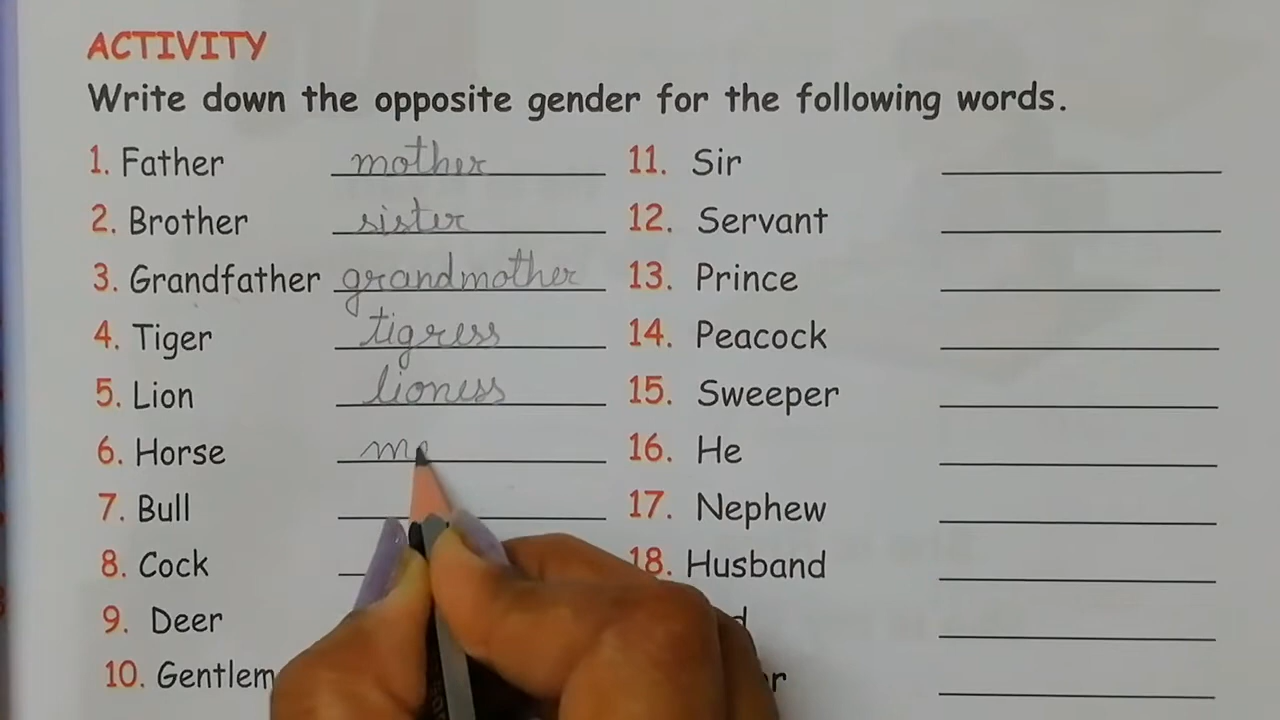 ACTIVITY
Write down the opposite gender for the following words.
1. Father mother 11. Sir
2. Brother sister 12. Servant
3. Grandfather grandmother 13. Prince
4. Tiger tigress 14. Peacock
5. Lion lioness 15. Sweeper
6. Horse 16. He
7. Bull 17. Nephew
8. Cock 18. Husband
9. Deer
10.